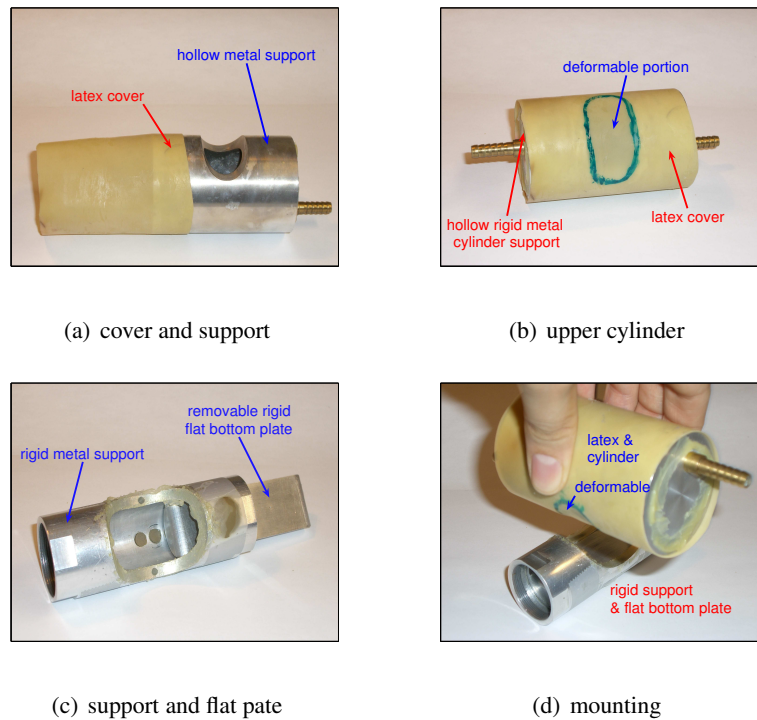 hollow metal support
latex cover
(a) cover and support
deformable portion
hollow rigid metal
cylinder support
latex cover
(b) upper cylinder
removable rigid
flat bottom plate
rigid metal support
(c) support and flat pate
latex &
cylinder
deformable
rigid support
& flat bottom plate
(d) mounting